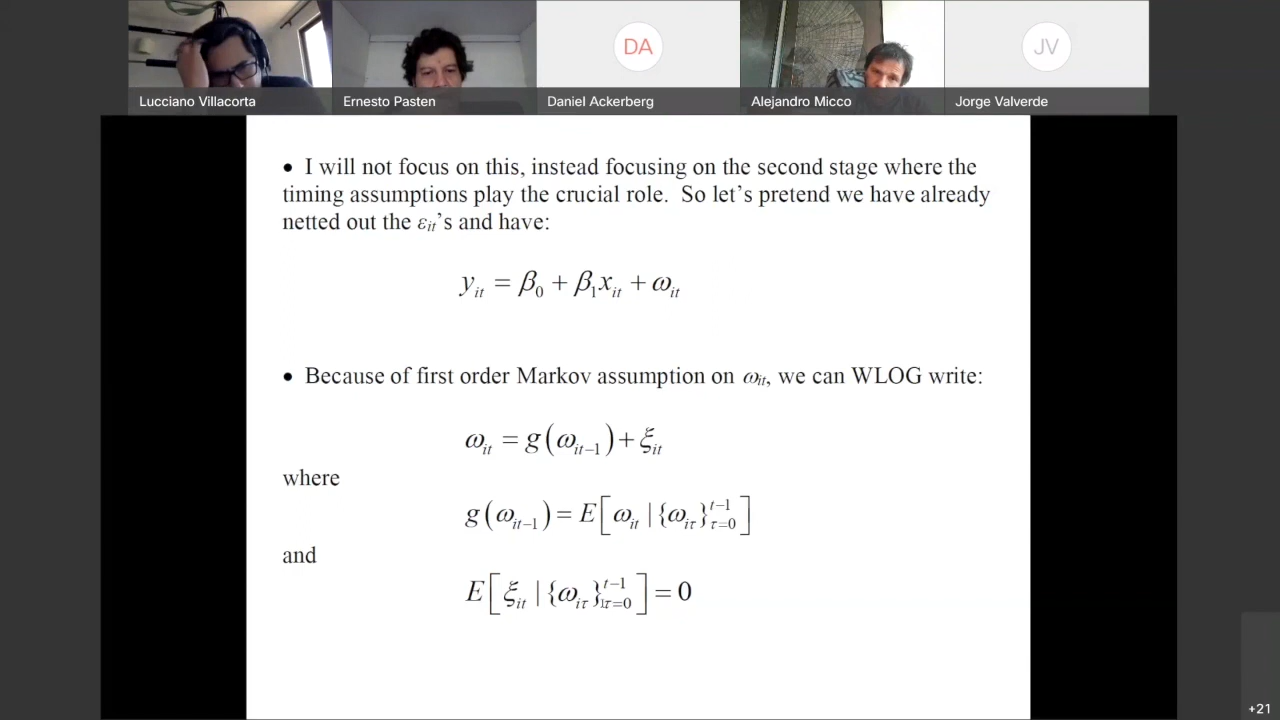 DA
JV
Lucciano Villacorta
Ernesto Pasten
Daniel Ackerberg
Alejandro Micco
Jorge Valverde
• I will not focus on this, instead focusing on the second stage where the
timing assumptions play the crucial role.  So let's pretend we have already
netted out the εit's and have:
yit = β0 + β1xit + ωit
• Because of first order Markov assumption on ωit, we can WLOG write:
ωit = g(ωit−1) + ξit
where
g(ωit−1) = E[ωit | {ωiτ}τ=0^t−1]
and
E[ξit | {ωiτ}τ=0^t−1] = 0
+21